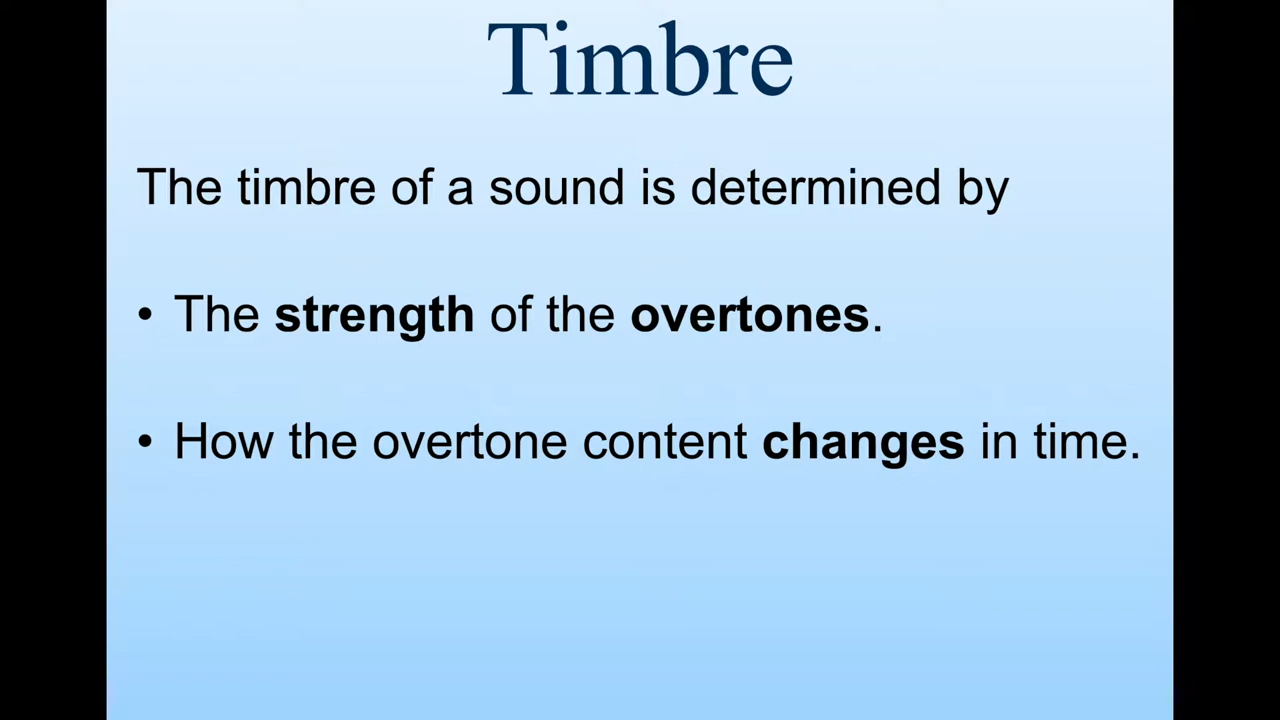 Timbre
The timbre of a sound is determined by
• The strength of the overtones.
• How the overtone content changes in time.